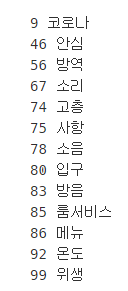 9 코로나
46 안심
56 방역
67 소리
74 고층
75 사항
78 소음
80 입구
83 방음
85 룸서비스
86 메뉴
92 온도
99 위생